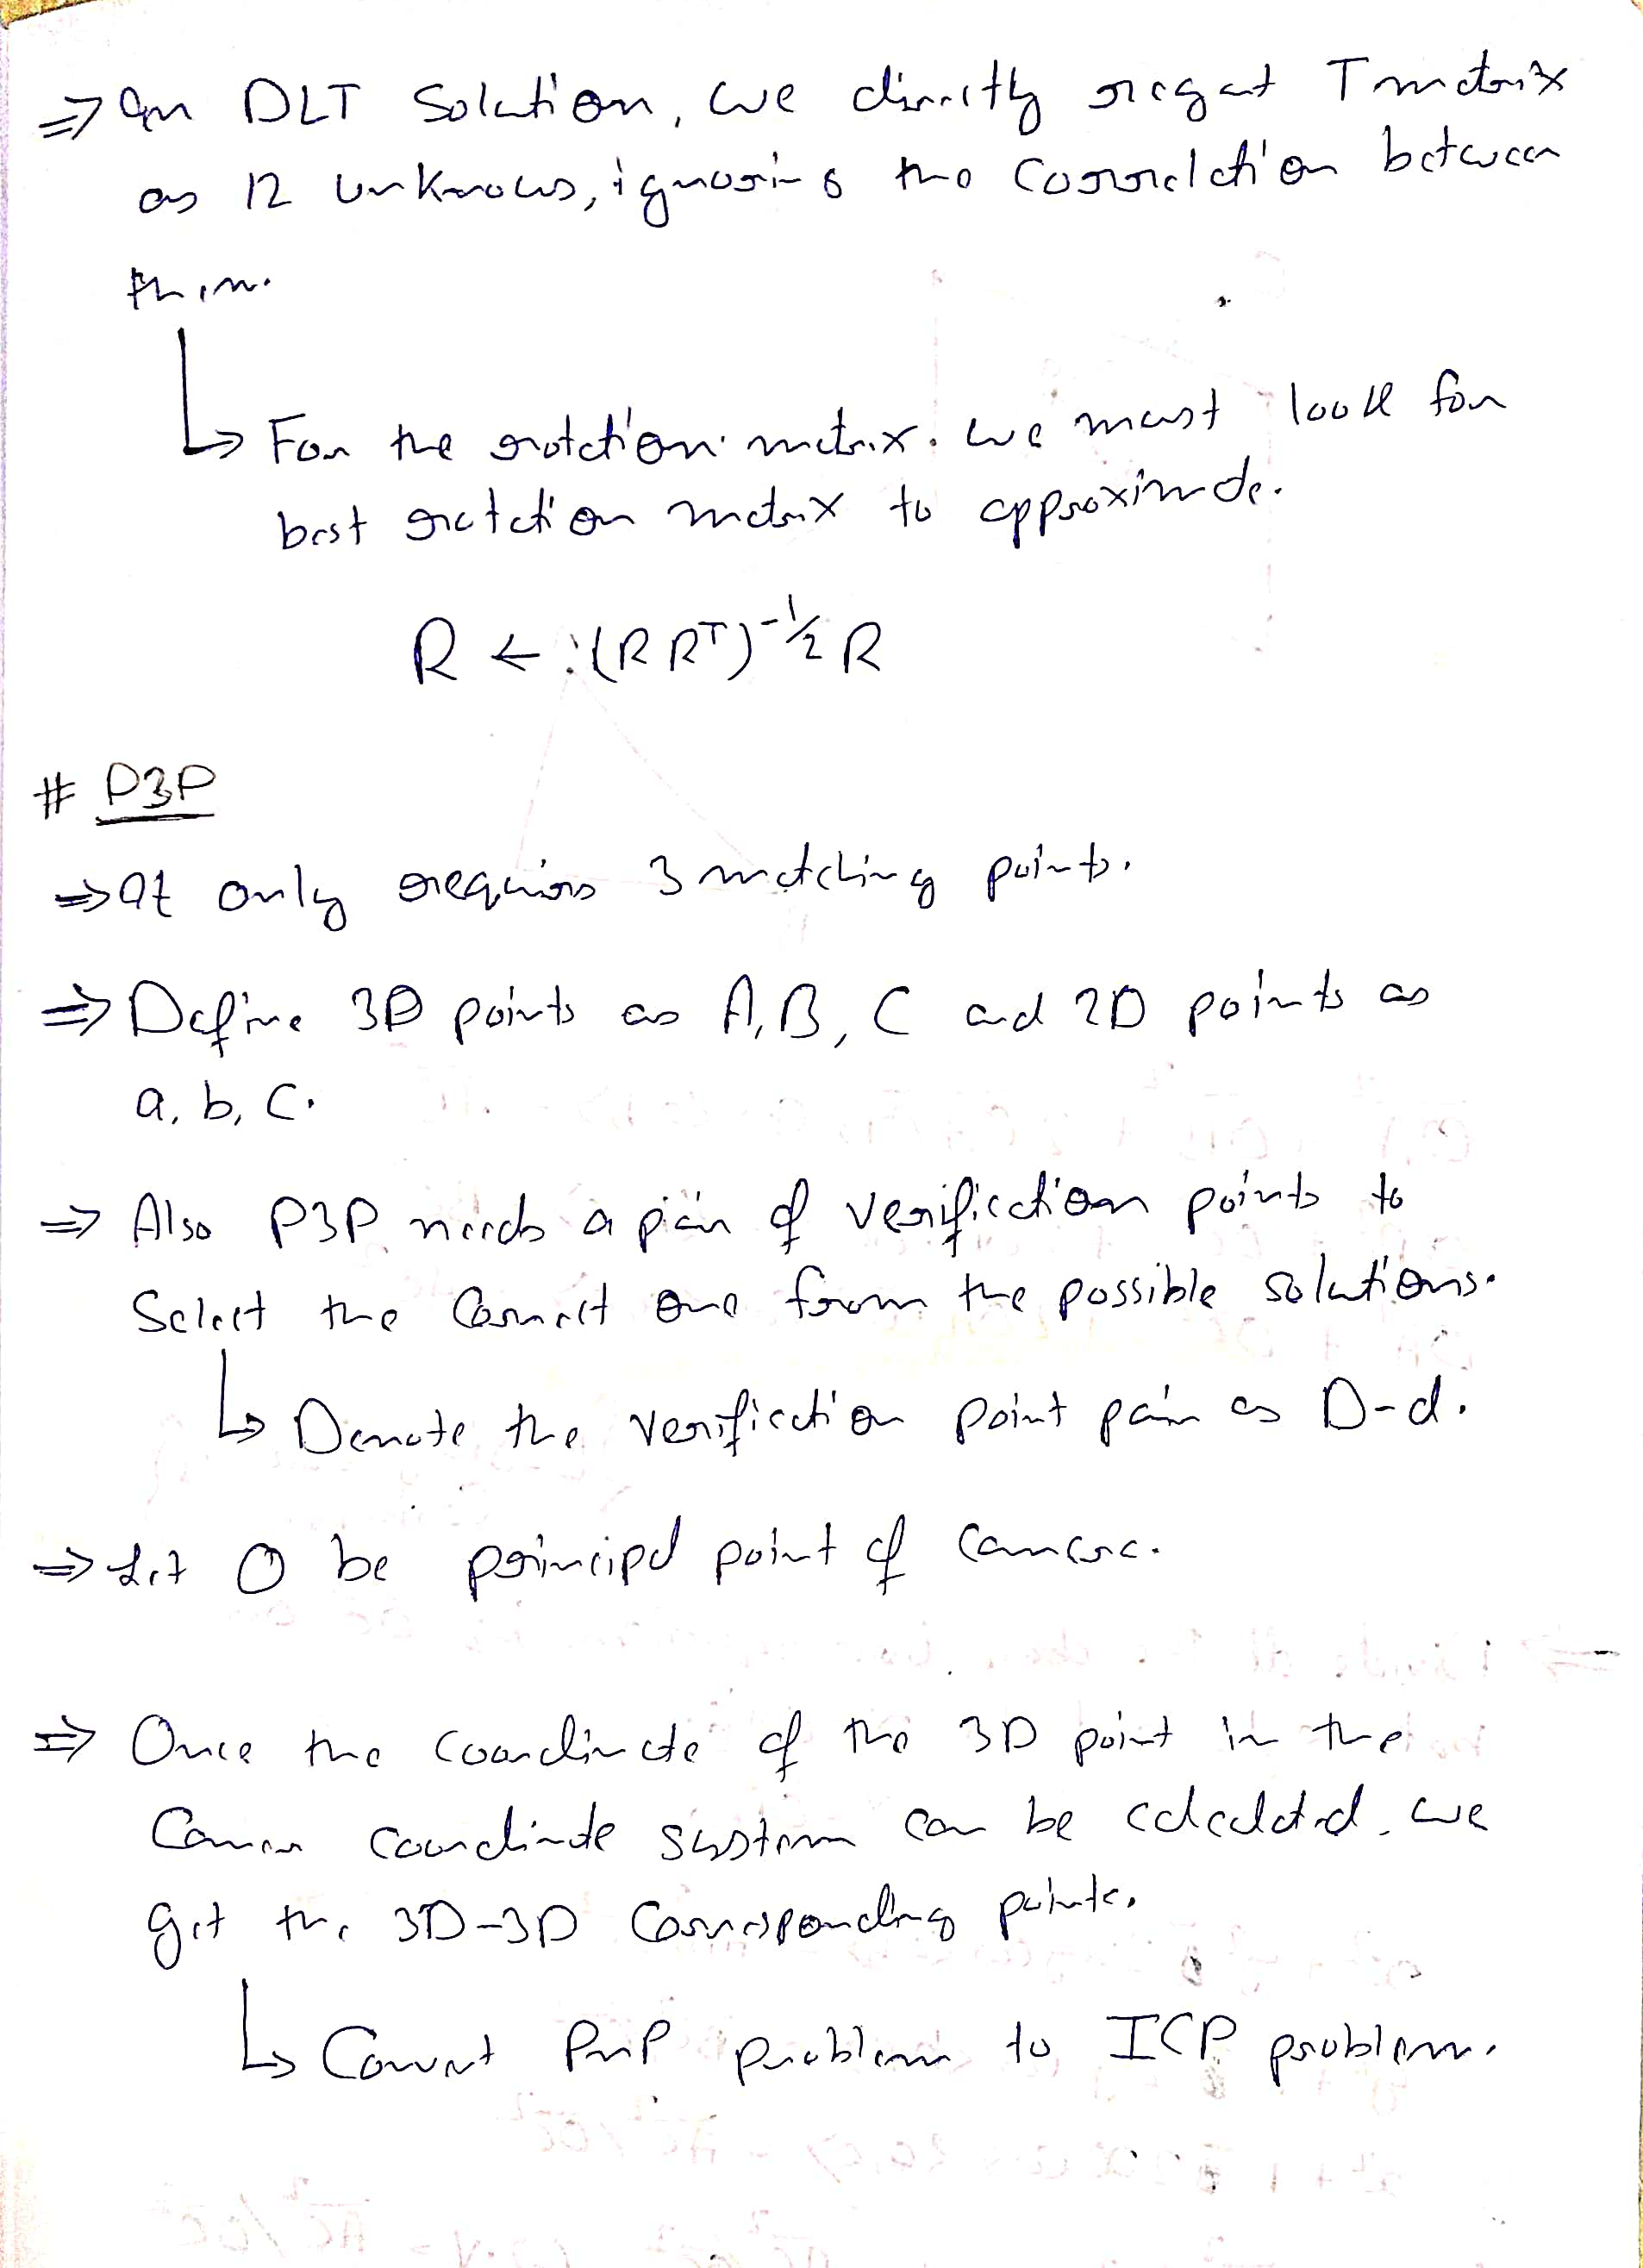 ⇒ In DLT solution, we directly regat T matrix
as 12 unknows, ignoring the correlation between
them.
↳ For the rotation matrix. we must look for
best rotation matrix to approximate.
R ← (R Rᵀ)^(-1/2) R
# P3P
⇒ It only requires 3 matching points.
⇒ Define 3D points as A, B, C and 2D points as
a, b, c.
⇒ Also P3P needs a pair of verification points to
select the correct one from the possible solutions.
↳ Denote the verification point pair as D-d.
⇒ Let O be principal point of camera.
⇒ Once the coordinate of the 3D point in the
Camera coordinate system can be calculated, we
get the 3D-3D corresponding points.
↳ Convert PnP problem to ICP problem.